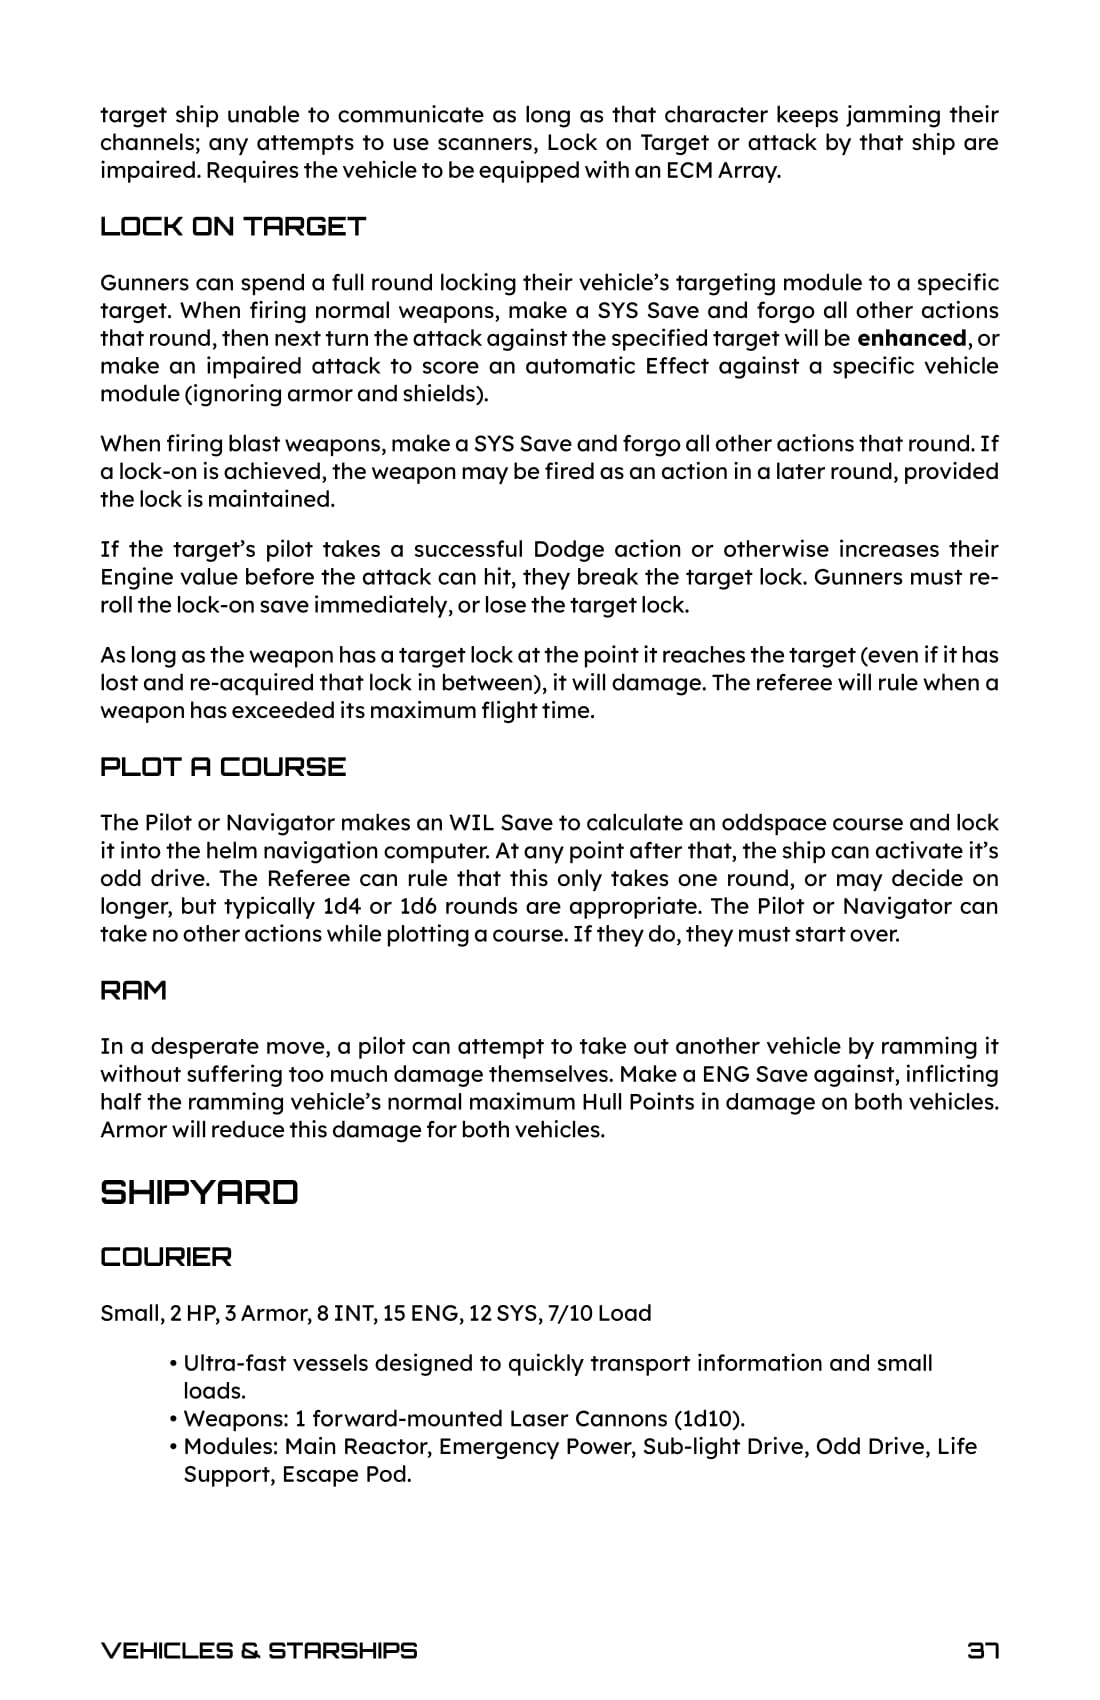 target ship unable to communicate as long as that character keeps jamming their
channels; any attempts to use scanners, Lock on Target or attack by that ship are
impaired. Requires the vehicle to be equipped with an ECM Array.
LOCK ON TARGET
Gunners can spend a full round locking their vehicle’s targeting module to a specific
target. When firing normal weapons, make a SYS Save and forgo all other actions
that round, then next turn the attack against the specified target will be enhanced, or
make an impaired attack to score an automatic Effect against a specific vehicle
module (ignoring armor and shields).
When firing blast weapons, make a SYS Save and forgo all other actions that round. If
a lock-on is achieved, the weapon may be fired as an action in a later round, provided
the lock is maintained.
If the target’s pilot takes a successful Dodge action or otherwise increases their
Engine value before the attack can hit, they break the target lock. Gunners must re-
roll the lock-on save immediately, or lose the target lock.
As long as the weapon has a target lock at the point it reaches the target (even if it has
lost and re-acquired that lock in between), it will damage. The referee will rule when a
weapon has exceeded its maximum flight time.
PLOT A COURSE
The Pilot or Navigator makes an WIL Save to calculate an oddspace course and lock
it into the helm navigation computer. At any point after that, the ship can activate it’s
odd drive. The Referee can rule that this only takes one round, or may decide on
longer, but typically 1d4 or 1d6 rounds are appropriate. The Pilot or Navigator can
take no other actions while plotting a course. If they do, they must start over.
RAM
In a desperate move, a pilot can attempt to take out another vehicle by ramming it
without suffering too much damage themselves. Make a ENG Save against, inflicting
half the ramming vehicle’s normal maximum Hull Points in damage on both vehicles.
Armor will reduce this damage for both vehicles.
SHIPYARD
COURIER
Small, 2 HP, 3 Armor, 8 INT, 15 ENG, 12 SYS, 7/10 Load
• Ultra-fast vessels designed to quickly transport information and small
loads.
• Weapons: 1 forward-mounted Laser Cannons (1d10).
• Modules: Main Reactor, Emergency Power, Sub-light Drive, Odd Drive, Life
Support, Escape Pod.
VEHICLES & STARSHIPS 37